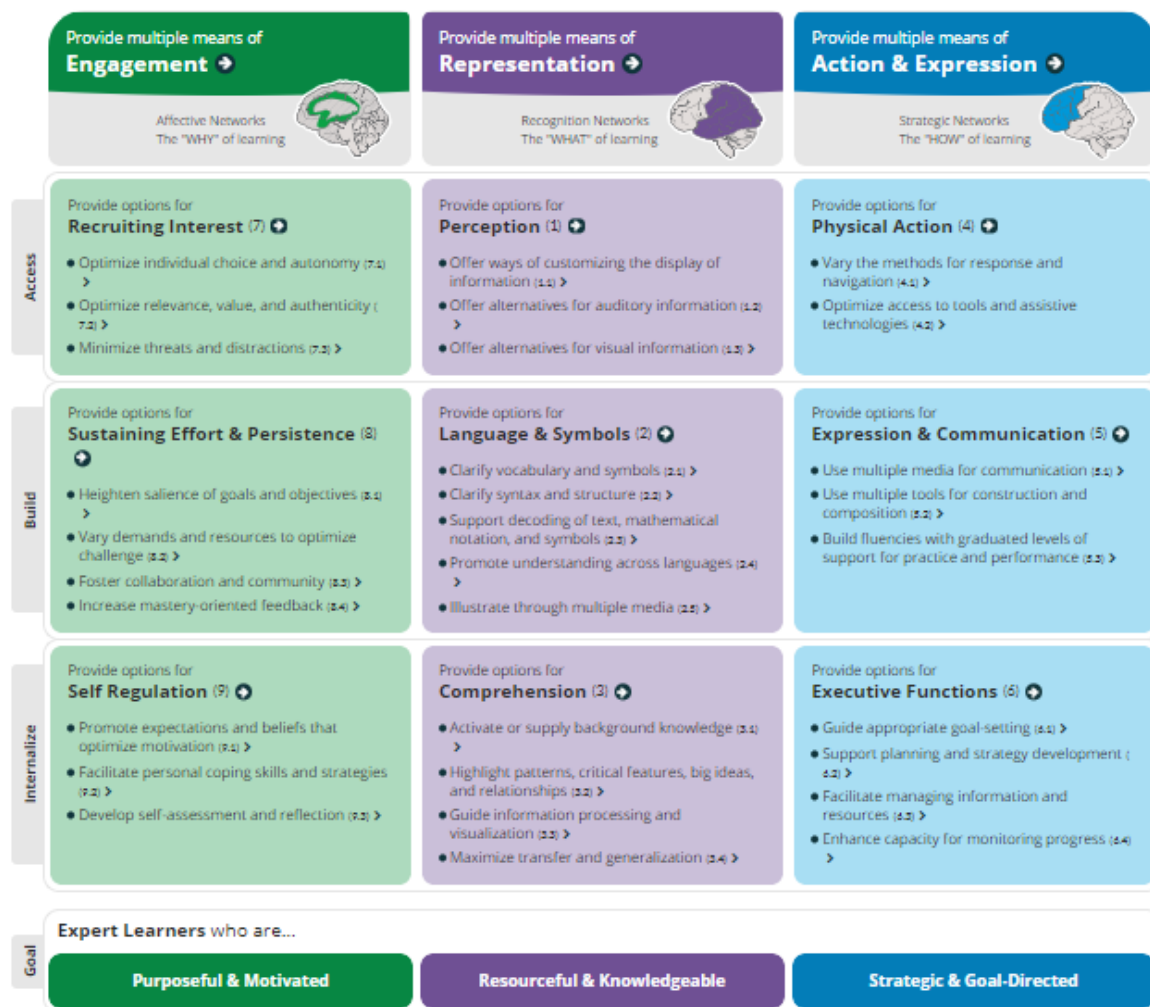 Provide multiple means of
Engagement
Affective Networks
The "WHY" of learning
Provide multiple means of
Representation
Recognition Networks
The "WHAT" of learning
Provide multiple means of
Action & Expression
Strategic Networks
The "HOW" of learning
Access
Provide options for
Recruiting Interest (7)
Optimize individual choice and autonomy (7.1)
Optimize relevance, value, and authenticity (
7.2)
Minimize threats and distractions (7.3)
Provide options for
Perception (1)
Offer ways of customizing the display of
information (1.1)
Offer alternatives for auditory information (1.2)
Offer alternatives for visual information (1.3)
Provide options for
Physical Action (4)
Vary the methods for response and
navigation (4.1)
Optimize access to tools and assistive
technologies (4.2)
Build
Provide options for
Sustaining Effort & Persistence (8)
Heighten salience of goals and objectives (8.1)
Vary demands and resources to optimize
challenge (8.2)
Foster collaboration and community (8.3)
Increase mastery-oriented feedback (8.4)
Provide options for
Language & Symbols (2)
Clarify vocabulary and symbols (2.1)
Clarify syntax and structure (2.2)
Support decoding of text, mathematical
notation, and symbols (2.3)
Promote understanding across languages (2.4)
Illustrate through multiple media (2.5)
Provide options for
Expression & Communication (5)
Use multiple media for communication (5.1)
Use multiple tools for construction and
composition (5.2)
Build fluencies with graduated levels of
support for practice and performance (5.3)
Internalize
Provide options for
Self Regulation (9)
Promote expectations and beliefs that
optimize motivation (9.1)
Facilitate personal coping skills and strategies
(9.2)
Develop self-assessment and reflection (9.3)
Provide options for
Comprehension (3)
Activate or supply background knowledge (3.1)
Highlight patterns, critical features, big ideas,
and relationships (3.2)
Guide information processing and
visualization (3.3)
Maximize transfer and generalization (3.4)
Provide options for
Executive Functions (6)
Guide appropriate goal-setting (6.1)
Support planning and strategy development (
6.2)
Facilitate managing information and
resources (6.3)
Enhance capacity for monitoring progress (6.4)
Goal
Expert Learners who are...
Purposeful & Motivated
Resourceful & Knowledgeable
Strategic & Goal-Directed